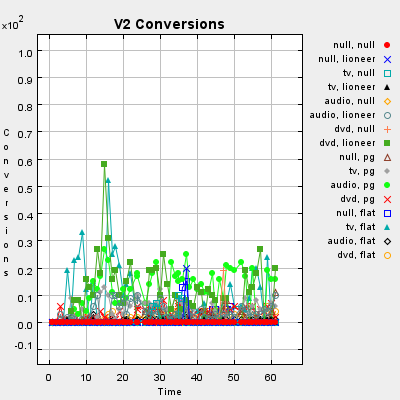 V2 Conversions
x10²
1.0
0.9
0.8
0.7
0.6
0.5
0.4
0.3
0.2
0.1
0.0
-0.1
Conversions
0 10 20 30 40 50 60
Time
null, null
null, lioneer
tv, null
tv, lioneer
audio, null
audio, lioneer
dvd, null
dvd, lioneer
null, pg
tv, pg
audio, pg
dvd, pg
null, flat
tv, flat
audio, flat
dvd, flat